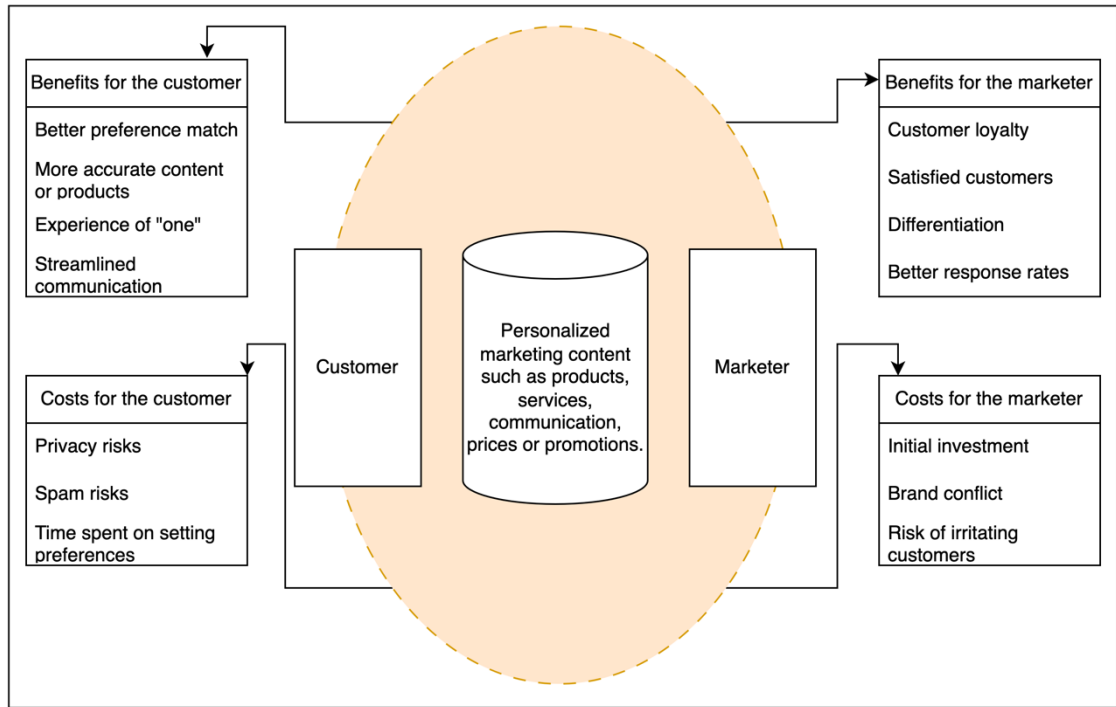 Benefits for the customer
Better preference match
More accurate content
or products
Experience of "one"
Streamlined
communication
Costs for the customer
Privacy risks
Spam risks
Time spent on setting
preferences
Customer
Personalized
marketing content
such as products,
services,
communication,
prices or promotions.
Marketer
Benefits for the marketer
Customer loyalty
Satisfied customers
Differentiation
Better response rates
Costs for the marketer
Initial investment
Brand conflict
Risk of irritating
customers